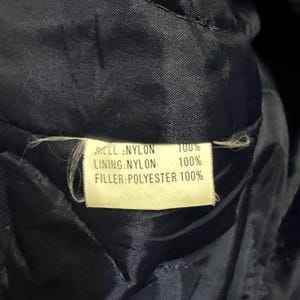 SHELL :NYLON 100%
LINING:NYLON 100%
FILLER:POLYESTER 100%